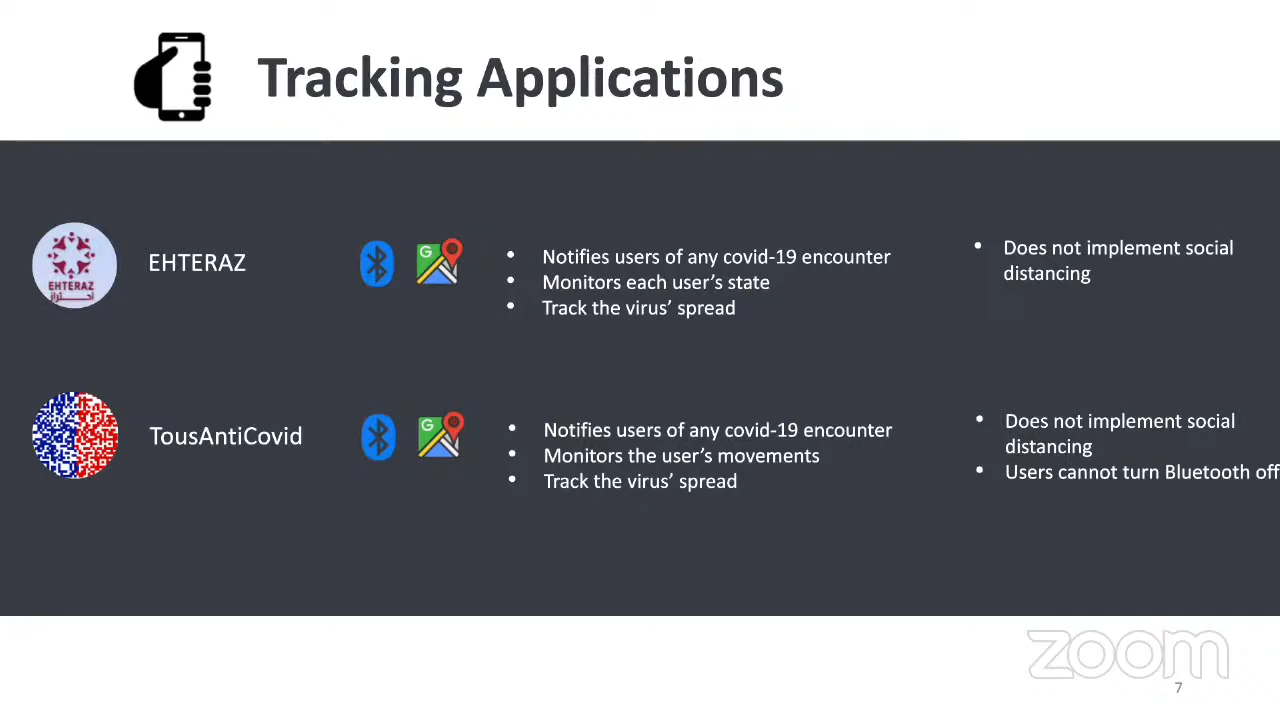 Tracking Applications
EHTERAZ
احتراز
EHTERAZ
G
Notifies users of any covid-19 encounter
Monitors each user's state
Track the virus' spread
Does not implement social
distancing
TousAntiCovid
G
Notifies users of any covid-19 encounter
Monitors the user's movements
Track the virus' spread
Does not implement social
distancing
Users cannot turn Bluetooth off
zoom
7